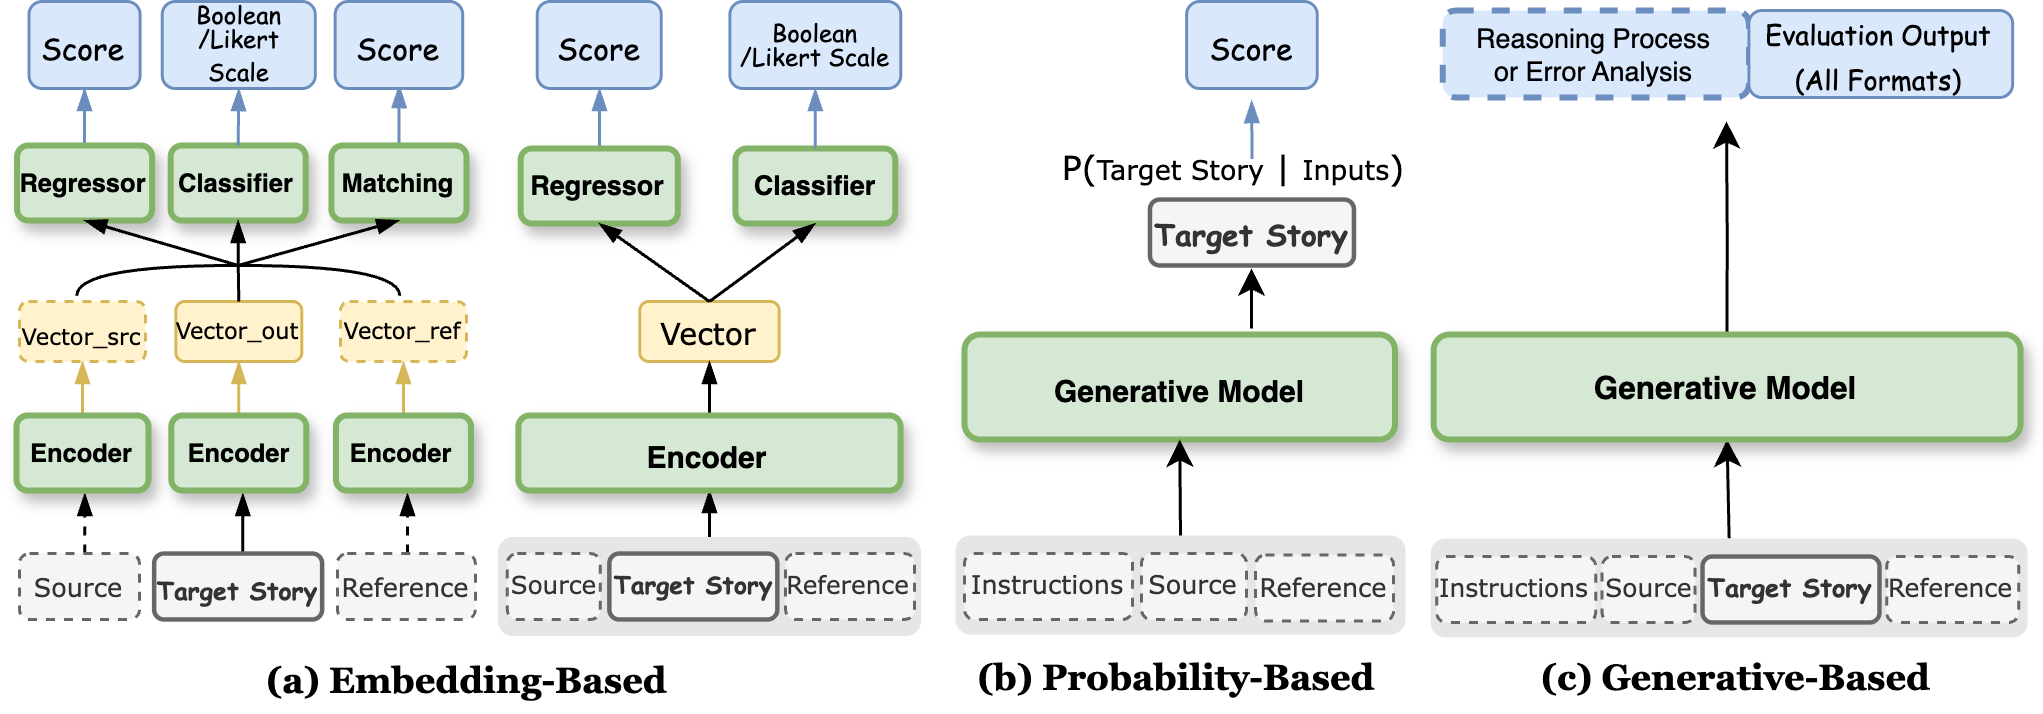 Score
Boolean
/Likert
Scale
Score
Score
Boolean
/Likert Scale
Regressor
Classifier
Matching
Regressor
Classifier
Vector_src
Vector_out
Vector_ref
Vector
Encoder
Encoder
Encoder
Encoder
Source
Target Story
Reference
Source
Target Story
Reference
(a) Embedding-Based
Score
P(Target Story | Inputs)
Target Story
Generative Model
Instructions
Source
Reference
(b) Probability-Based
Reasoning Process
or Error Analysis
Evaluation Output
(All Formats)
Generative Model
Instructions
Source
Target Story
Reference
(c) Generative-Based